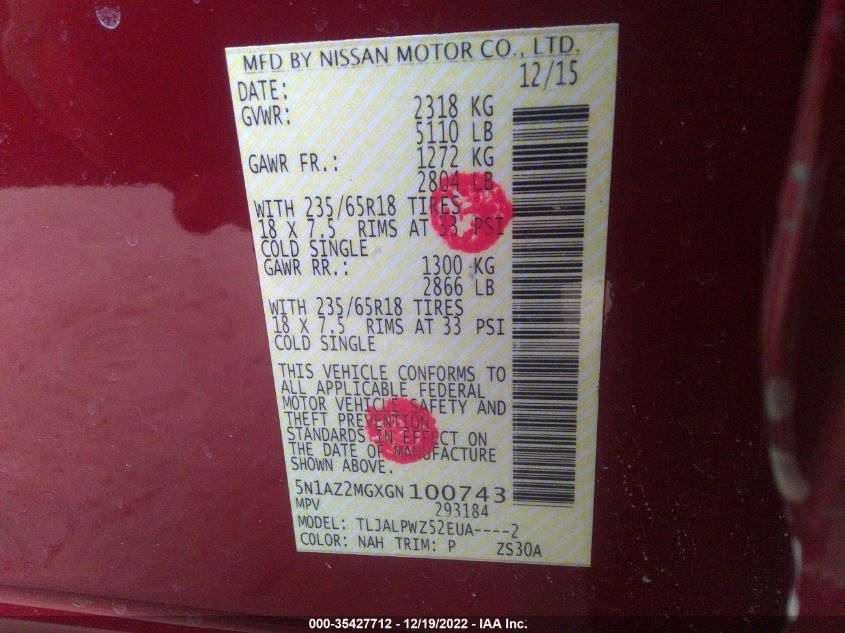 MFD BY NISSAN MOTOR CO., LTD.
DATE: 12/15
GVWR: 2318 KG
5110 LB
GAWR FR.: 1272 KG
2804 LB
WITH 235/65R18 TIRES
18 X 7.5 RIMS AT 33 PSI
COLD SINGLE
GAWR RR.: 1300 KG
2866 LB
WITH 235/65R18 TIRES
18 X 7.5 RIMS AT 33 PSI
COLD SINGLE
THIS VEHICLE CONFORMS TO
ALL APPLICABLE FEDERAL
MOTOR VEHICLE SAFETY AND
THEFT PREVENTION
STANDARDS IN EFFECT ON
THE DATE OF MANUFACTURE
SHOWN ABOVE.
5N1AZ2MGXGN100743
MPV 293184
MODEL: TLJALPWZ52EUA----2
COLOR: NAH TRIM: P ZS30A
000-35427712 - 12/19/2022 - IAA Inc.